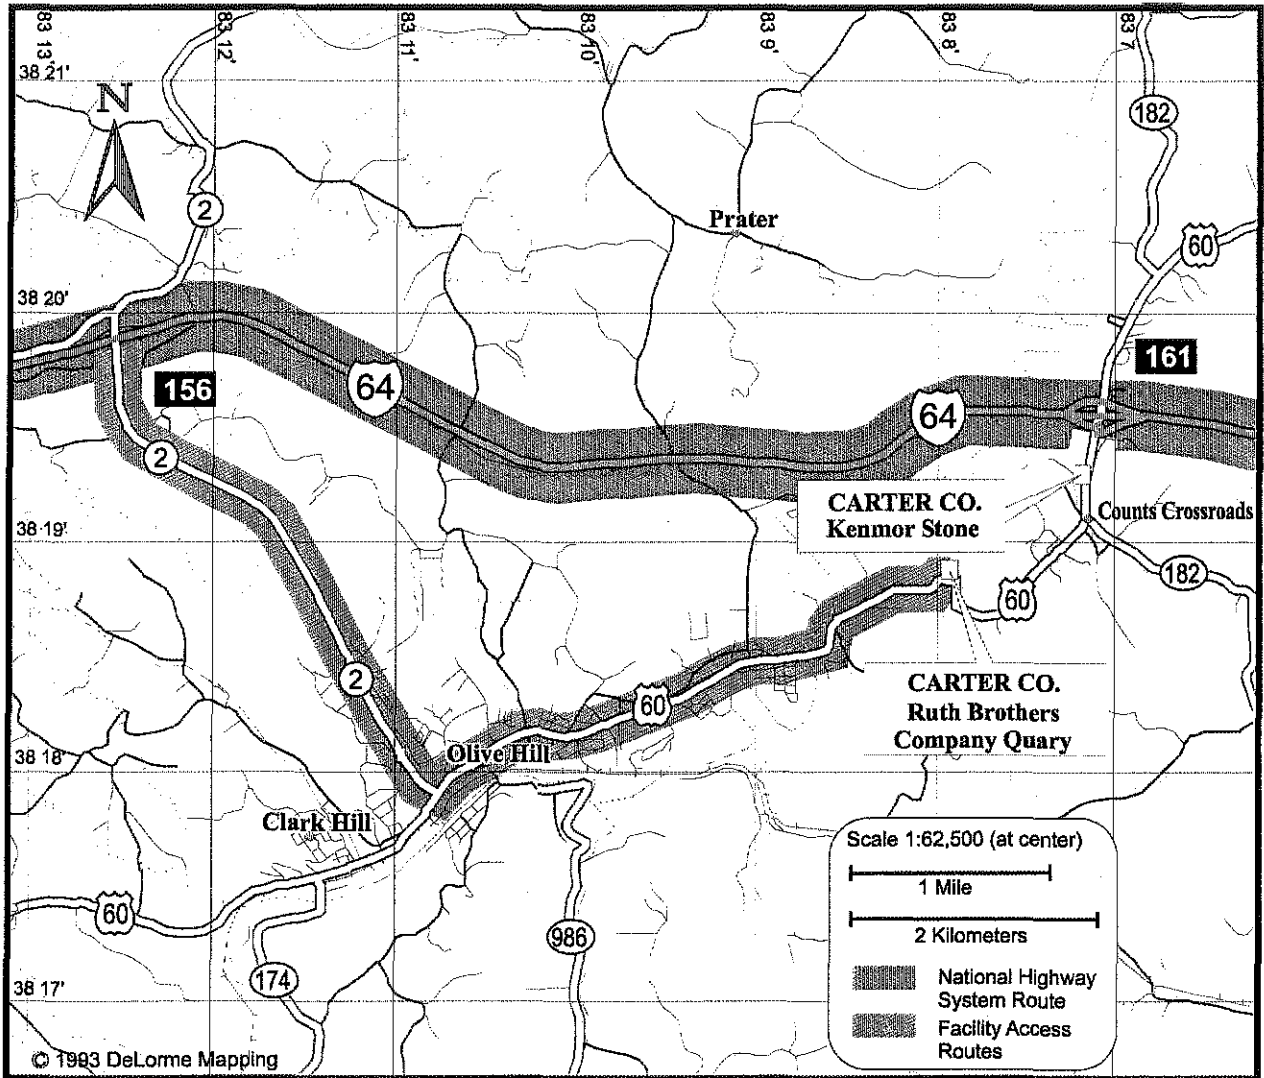 83 13'
83 12'
83 11'
83 10'
83 9'
83 8'
83 7'
38 21'
N
182
2
Prater
60
38 20'
161
156
64
64
2
CARTER CO.
Kenmor Stone
Counts Crossroads
38 19'
182
60
2
60
CARTER CO.
Ruth Brothers
Company Quary
38 18'
Olive Hill
Clark Hill
Scale 1:62,500 (at center)
1 Mile
2 Kilometers
60
986
174
National Highway
System Route
38 17'
Facility Access
Routes
© 1993 DeLorme Mapping